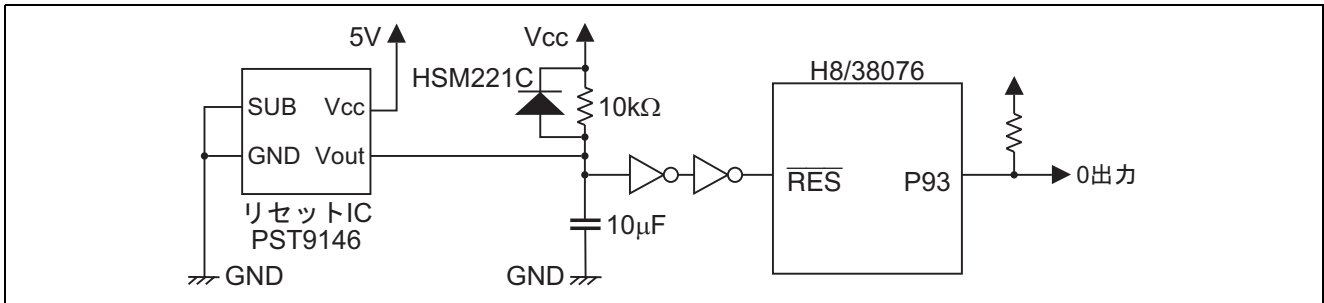 5V
Vcc
HSM221C
10kΩ
SUB Vcc
GND Vout
リセットIC
PST9146
GND
10μF
GND
H8/38076
RES P93
0出力